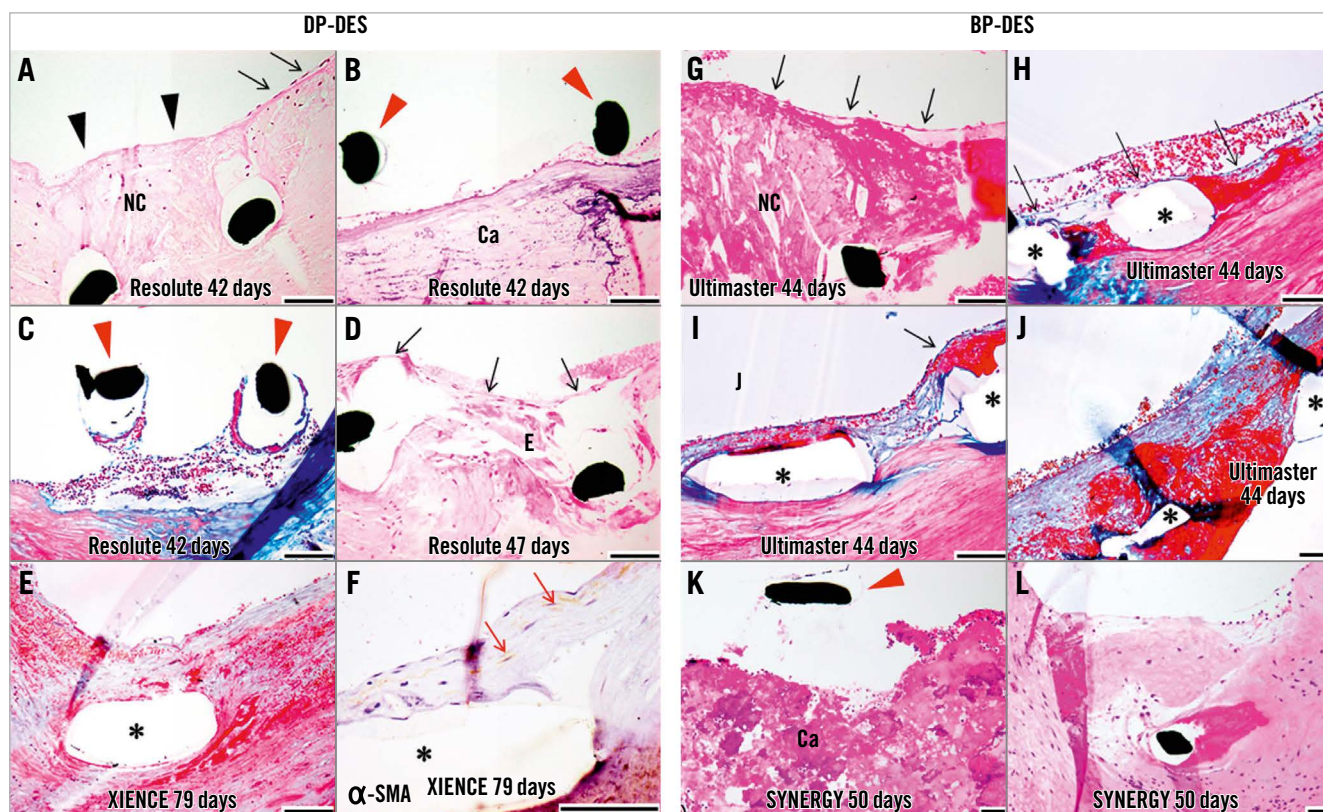 DP-DES
BP-DES
A
NC
Resolute 42 days
B
Ca
Resolute 42 days
C
Resolute 42 days
D
E
Resolute 47 days
E
*
XIENCE 79 days
F
*
α-SMA
XIENCE 79 days
G
NC
Ultimaster 44 days
H
*
*
Ultimaster 44 days
I
J
*
*
Ultimaster 44 days
J
*
Ultimaster
44 days
*
K
Ca
SYNERGY 50 days
L
SYNERGY 50 days